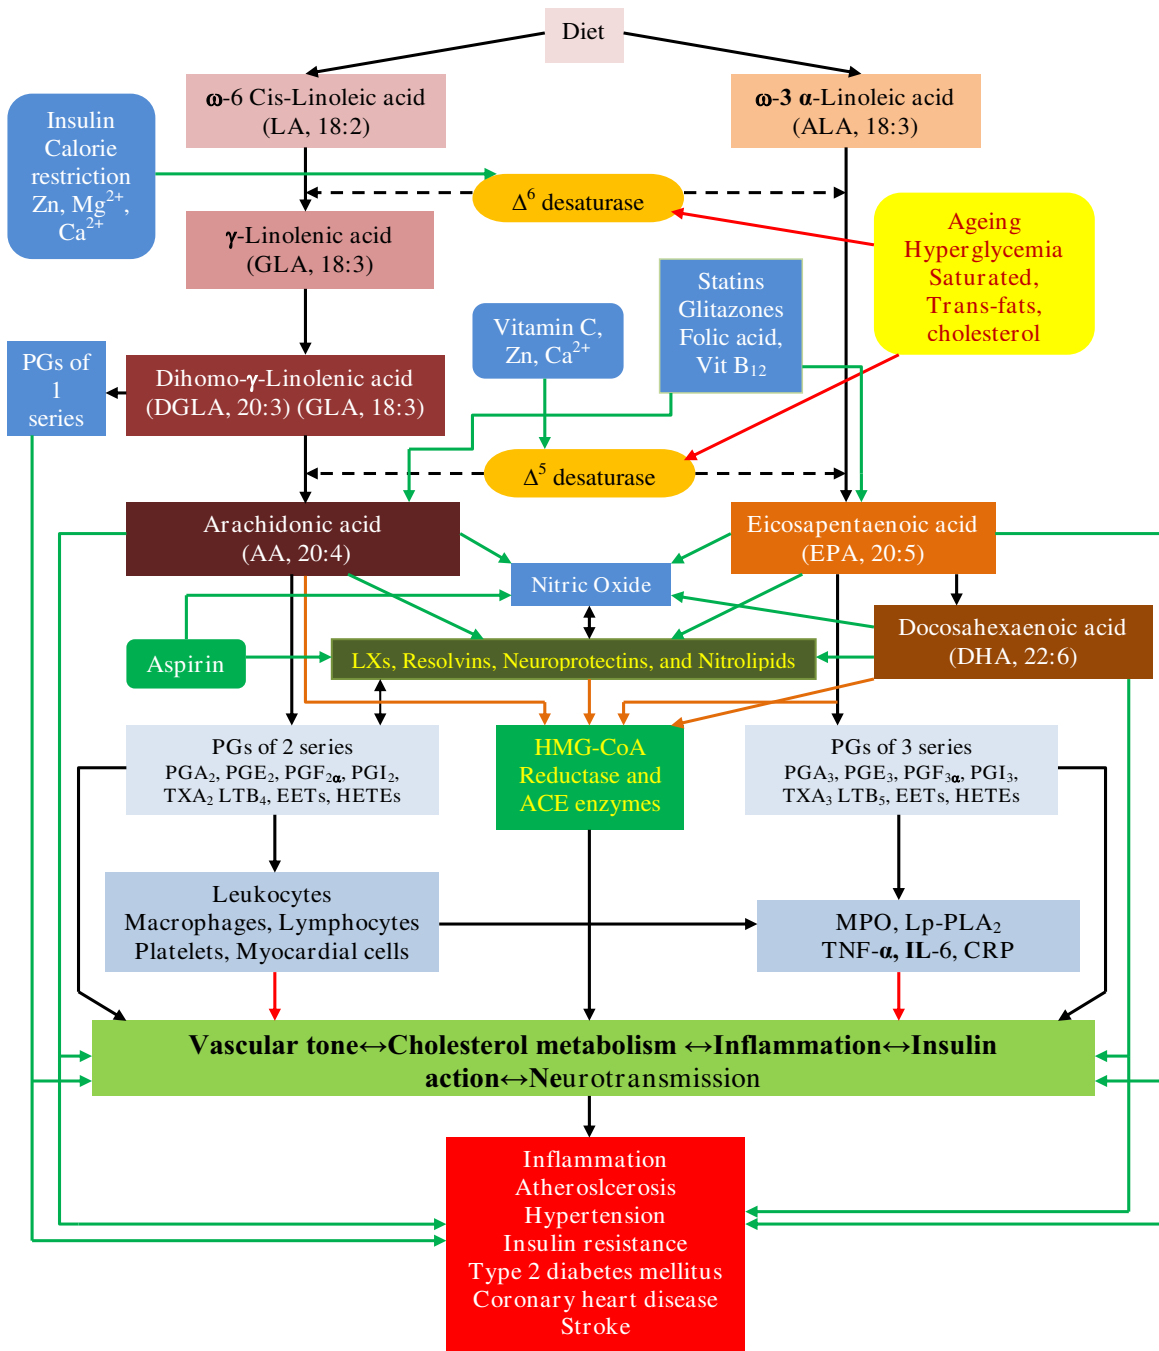 Diet
ω-6 Cis-Linoleic acid
(LA, 18:2)
ω-3 α-Linoleic acid
(ALA, 18:3)
Insulin
Calorie
restriction
Zn, Mg²⁺,
Ca²⁺
Δ⁶ desaturase
Ageing
Hyperglycemia
Saturated,
Trans-fats,
cholesterol
γ-Linolenic acid
(GLA, 18:3)
Statins
Glitazones
Folic acid,
Vit B₁₂
Vitamin C,
Zn, Ca²⁺
PGs of
1
series
Dihomo-γ-Linolenic acid
(DGLA, 20:3) (GLA, 18:3)
Δ⁵ desaturase
Arachidonic acid
(AA, 20:4)
Eicosapentaenoic acid
(EPA, 20:5)
Nitric Oxide
Docosahexaenoic acid
(DHA, 22:6)
Aspirin
LXs, Resolvins, Neuroprotectins, and Nitrolipids
PGs of 2 series
PGA₂, PGE₂, PGF₂α, PGI₂,
TXA₂ LTB₄, EETs, HETEs
HMG-CoA
Reductase and
ACE enzymes
PGs of 3 series
PGA₃, PGE₃, PGF₃α, PGI₃,
TXA₃ LTB₅, EETs, HETEs
Leukocytes
Macrophages, Lymphocytes
Platelets, Myocardial cells
MPO, Lp-PLA₂
TNF-α, IL-6, CRP
Vascular tone↔Cholesterol metabolism ↔Inflammation↔Insulin
action↔Neurotransmission
Inflammation
Atheroslcerosis
Hypertension
Insulin resistance
Type 2 diabetes mellitus
Coronary heart disease
Stroke